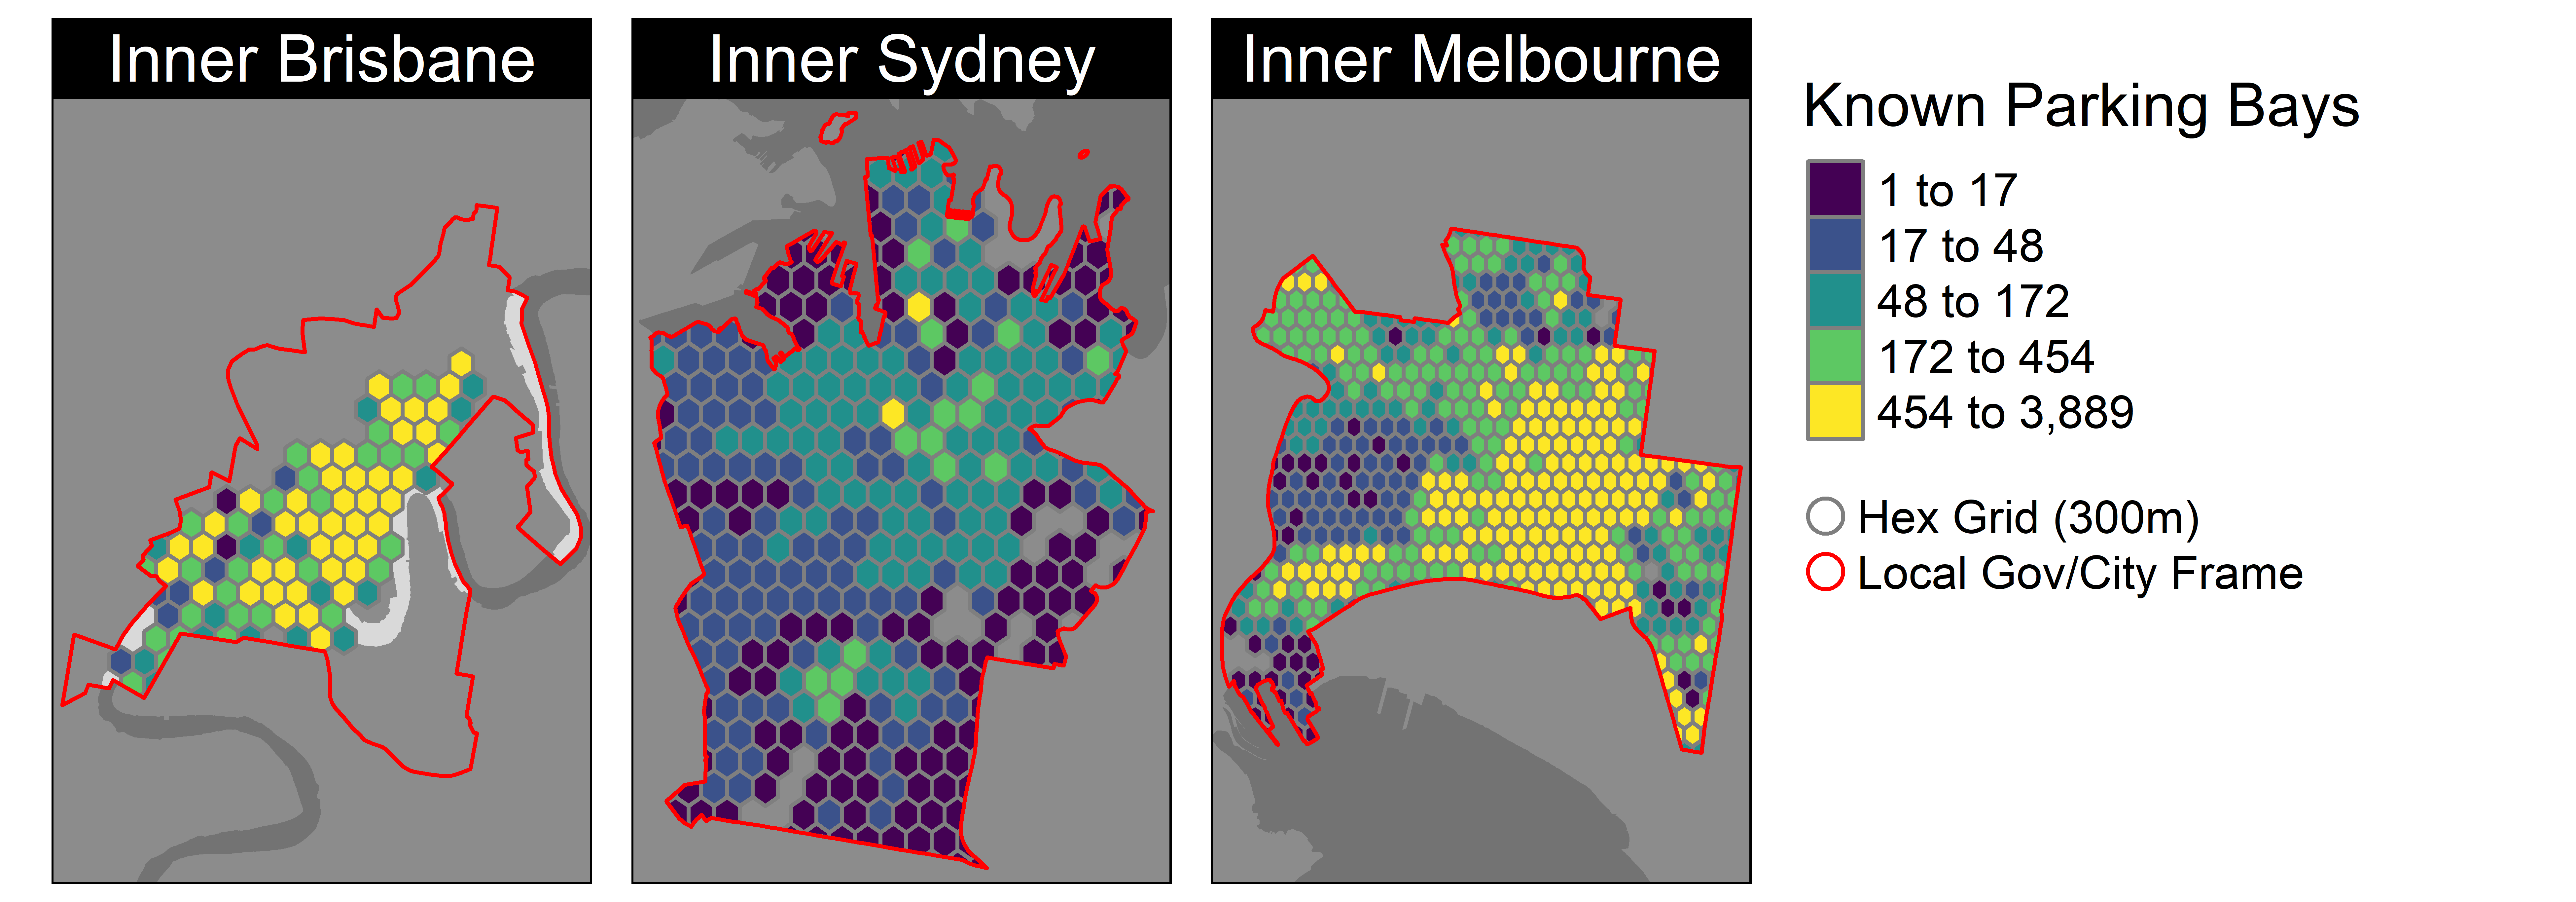 Inner Brisbane
Inner Sydney
Inner Melbourne
Known Parking Bays
1 to 17
17 to 48
48 to 172
172 to 454
454 to 3,889
Hex Grid (300m)
Local Gov/City Frame